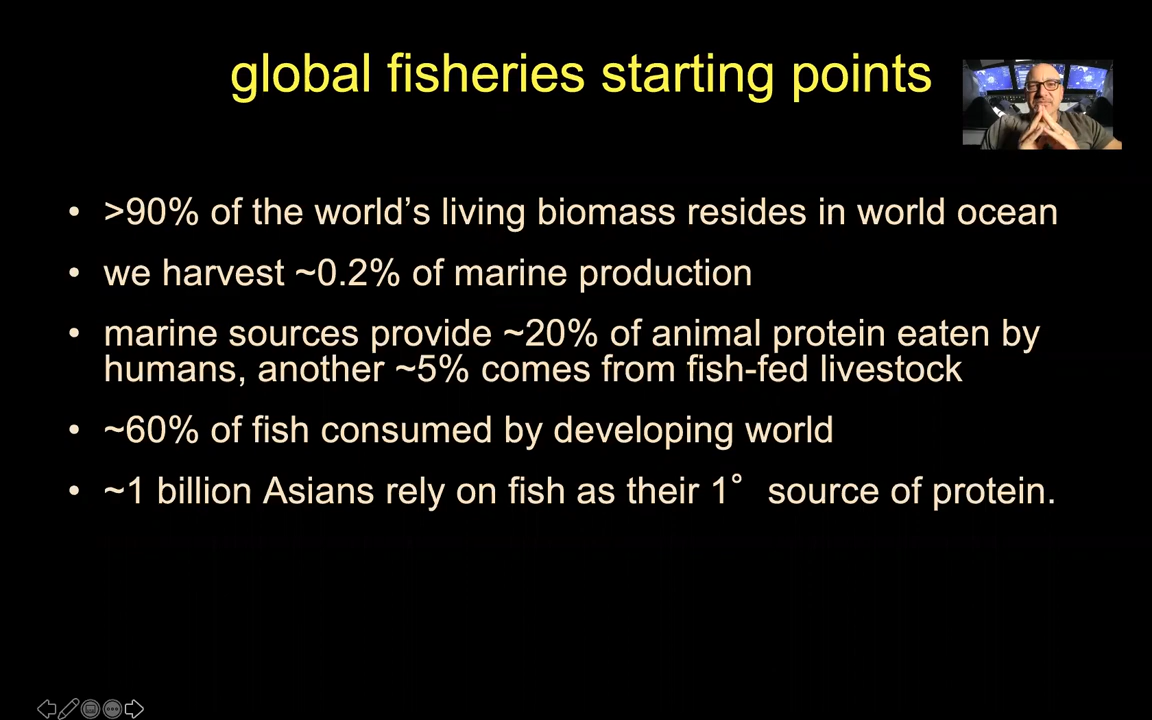 global fisheries starting points
• >90% of the world’s living biomass resides in world ocean
• we harvest ~0.2% of marine production
• marine sources provide ~20% of animal protein eaten by
humans, another ~5% comes from fish-fed livestock
• ~60% of fish consumed by developing world
• ~1 billion Asians rely on fish as their 1° source of protein.